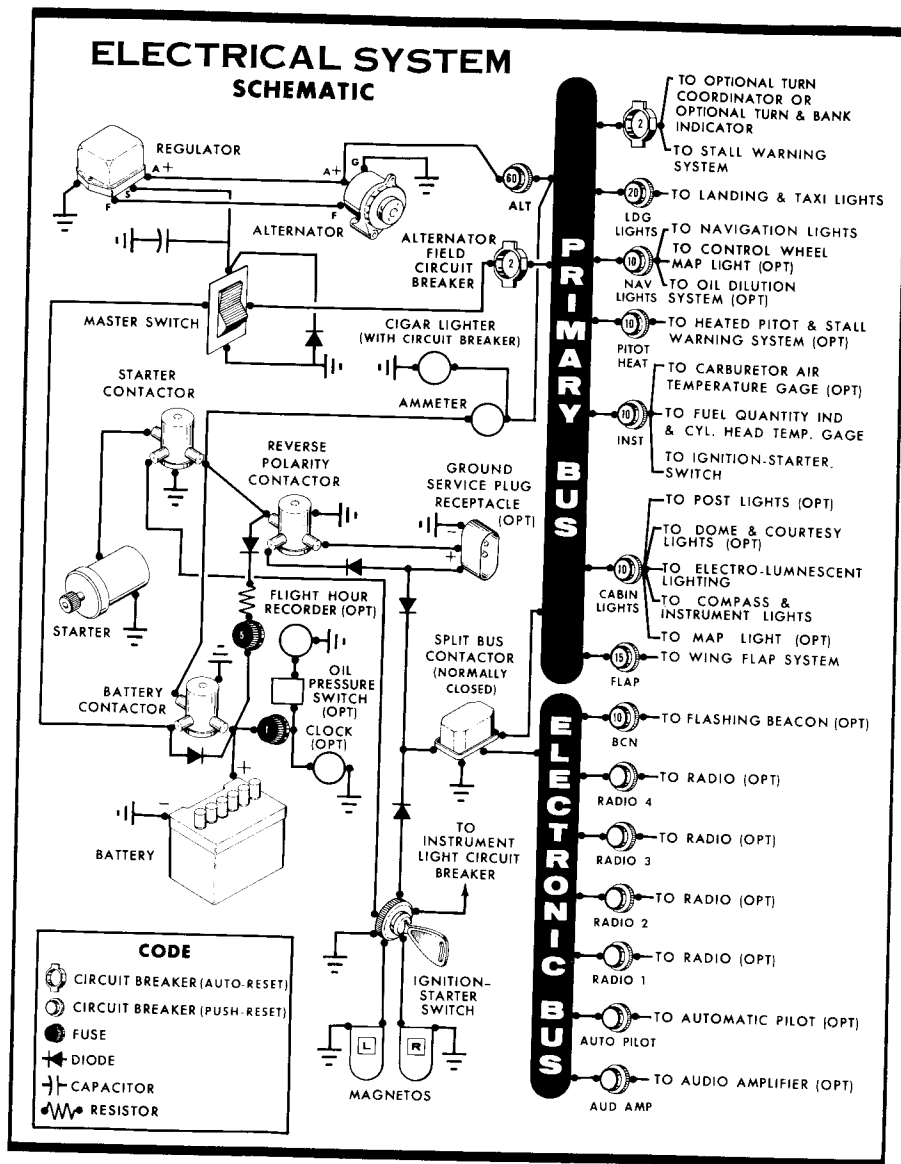 ELECTRICAL SYSTEM
SCHEMATIC
REGULATOR
A+
S
F
A+
G
F
ALTERNATOR
60
ALT
ALTERNATOR
FIELD
CIRCUIT
BREAKER
2
MASTER SWITCH
CIGAR LIGHTER
(WITH CIRCUIT BREAKER)
AMMETER
STARTER
CONTACTOR
REVERSE
POLARITY
CONTACTOR
GROUND
SERVICE PLUG
RECEPTACLE
(OPT)
-
+
FLIGHT HOUR
RECORDER (OPT)
5
STARTER
OIL
PRESSURE
SWITCH
(OPT)
SPLIT BUS
CONTACTOR
(NORMALLY
CLOSED)
BATTERY
CONTACTOR
CLOCK
(OPT)
+
-
BATTERY
TO
INSTRUMENT
LIGHT CIRCUIT
BREAKER
IGNITION-
STARTER
SWITCH
L
R
MAGNETOS
PRIMARY BUS
2
TO OPTIONAL TURN
COORDINATOR OR
OPTIONAL TURN & BANK
INDICATOR
TO STALL WARNING
SYSTEM
20
LDG
LIGHTS
TO LANDING & TAXI LIGHTS
10
NAV
LIGHTS
TO NAVIGATION LIGHTS
TO CONTROL WHEEL
MAP LIGHT (OPT)
TO OIL DILUTION
SYSTEM (OPT)
10
PITOT
HEAT
TO HEATED PITOT & STALL
WARNING SYSTEM (OPT)
10
INST
TO CARBURETOR AIR
TEMPERATURE GAGE (OPT)
TO FUEL QUANTITY IND
& CYL. HEAD TEMP. GAGE
TO IGNITION-STARTER.
SWITCH
10
CABIN
LIGHTS
TO POST LIGHTS (OPT)
TO DOME & COURTESY
LIGHTS (OPT)
TO ELECTRO-LUMNESCENT
LIGHTING
TO COMPASS &
INSTRUMENT LIGHTS
TO MAP LIGHT (OPT)
15
FLAP
TO WING FLAP SYSTEM
ELECTRONIC BUS
10
BCN
TO FLASHING BEACON (OPT)
RADIO 4
TO RADIO (OPT)
RADIO 3
TO RADIO (OPT)
RADIO 2
TO RADIO (OPT)
RADIO 1
TO RADIO (OPT)
AUTO PILOT
TO AUTOMATIC PILOT (OPT)
AUD AMP
TO AUDIO AMPLIFIER (OPT)
CODE
CIRCUIT BREAKER (AUTO-RESET)
CIRCUIT BREAKER (PUSH-RESET)
FUSE
DIODE
CAPACITOR
RESISTOR